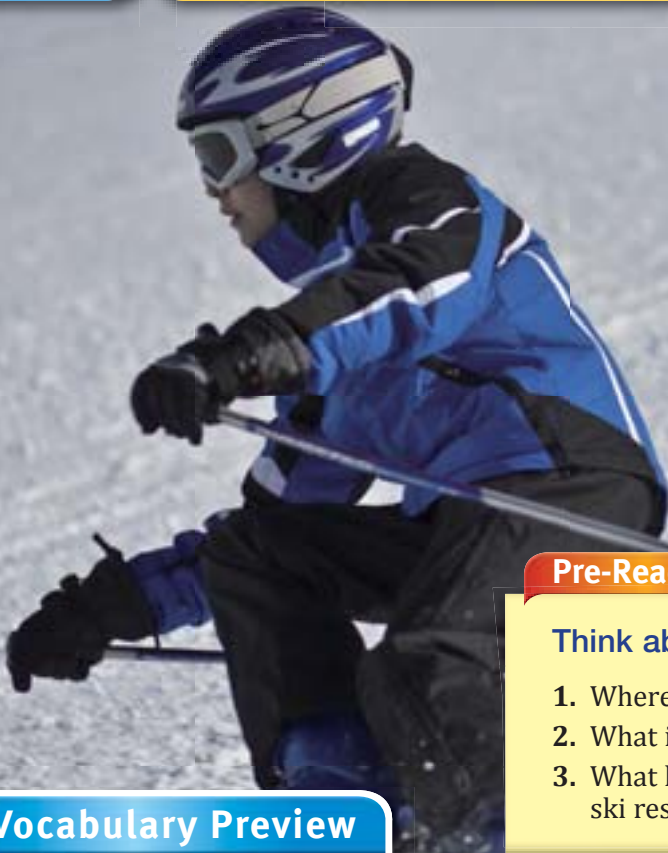 Pre-Rea
Think ab
1. Where
2. What i
3. What
ski res
Vocabulary Preview